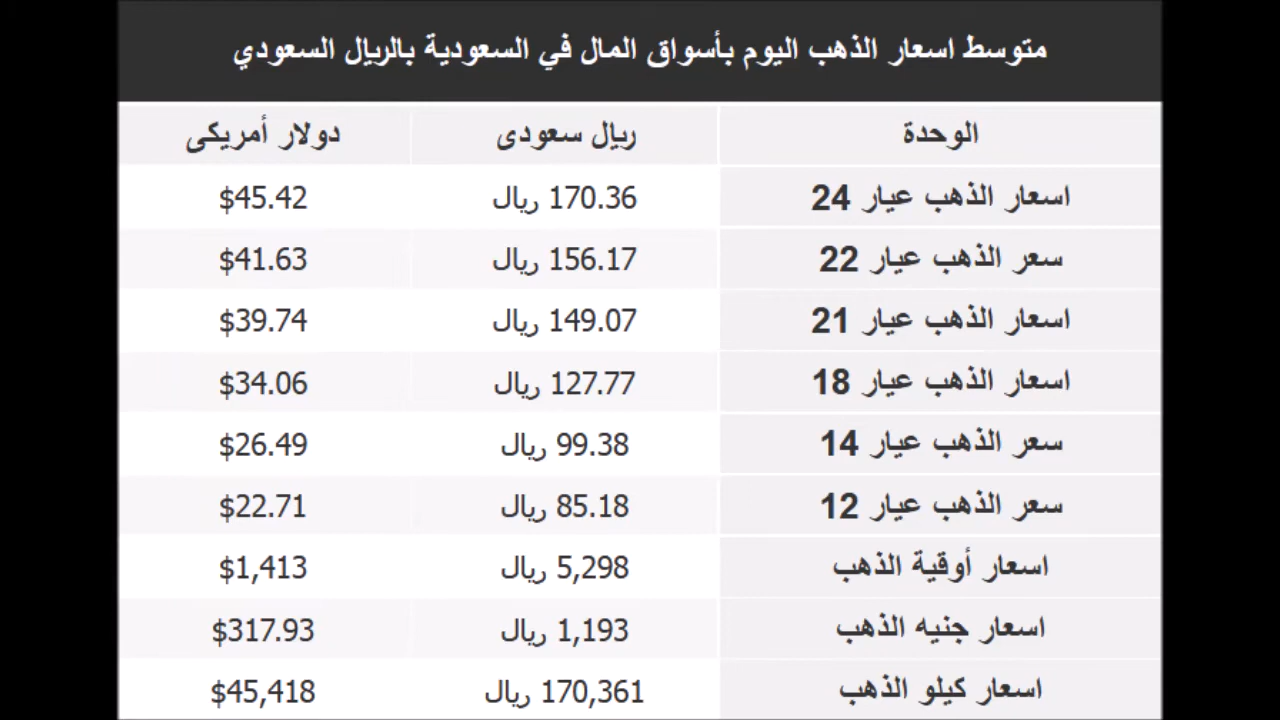 متوسط اسعار الذهب اليوم بأسواق المال في السعودية بالريال السعودي
الوحدة ريال سعودى دولار أمريكى
اسعار الذهب عيار 24 170.36 ريال $45.42
سعر الذهب عيار 22 156.17 ريال $41.63
اسعار الذهب عيار 21 149.07 ريال $39.74
اسعار الذهب عيار 18 127.77 ريال $34.06
سعر الذهب عيار 14 99.38 ريال $26.49
سعر الذهب عيار 12 85.18 ريال $22.71
اسعار أوقية الذهب 5,298 ريال $1,413
اسعار جنيه الذهب 1,193 ريال $317.93
اسعار كيلو الذهب 170,361 ريال $45,418